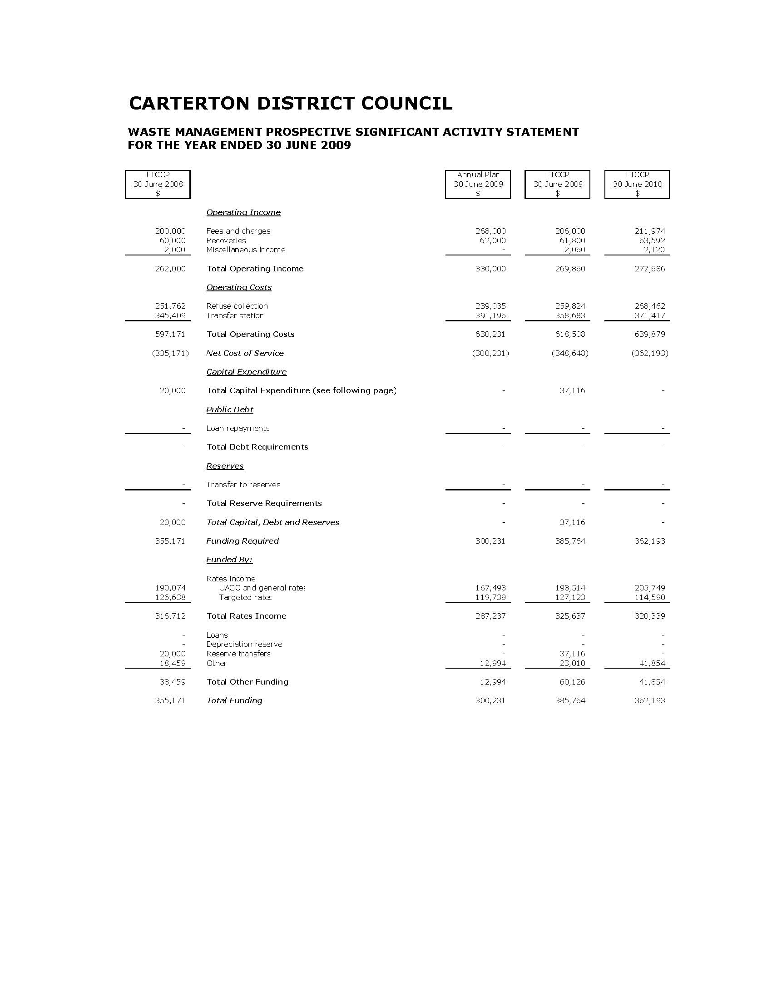 CARTERTON DISTRICT COUNCIL
WASTE MANAGEMENT PROSPECTIVE SIGNIFICANT ACTIVITY STATEMENT
FOR THE YEAR ENDED 30 JUNE 2009
LTCCP Annual Plan LTCCP LTCCP
30 June 2008 30 June 2009 30 June 2009 30 June 2010
$ $ $ $
Operating Income
200,000 Fees and charges 268,000 206,000 211,974
60,000 Recoveries 62,000 61,800 63,592
2,000 Miscellaneous income - 2,060 2,120
262,000 Total Operating Income 330,000 269,860 277,686
Operating Costs
251,762 Refuse collection 239,035 259,824 268,462
345,409 Transfer station 391,196 358,683 371,417
597,171 Total Operating Costs 630,231 618,508 639,879
(335,171) Net Cost of Service (300,231) (348,648) (362,193)
Capital Expenditure
20,000 Total Capital Expenditure (see following page) - 37,116 -
Public Debt
- Loan repayments - - -
- Total Debt Requirements - - -
Reserves
- Transfer to reserves - - -
- Total Reserve Requirements - - -
20,000 Total Capital, Debt and Reserves - 37,116 -
355,171 Funding Required 300,231 385,764 362,193
Funded By:
Rates income
190,074 UAGC and general rates 167,498 198,514 205,749
126,638 Targeted rates 119,739 127,123 114,590
316,712 Total Rates Income 287,237 325,637 320,339
- Loans - - -
- Depreciation reserve - - -
20,000 Reserve transfers - 37,116 -
18,459 Other 12,994 23,010 41,854
38,459 Total Other Funding 12,994 60,126 41,854
355,171 Total Funding 300,231 385,764 362,193